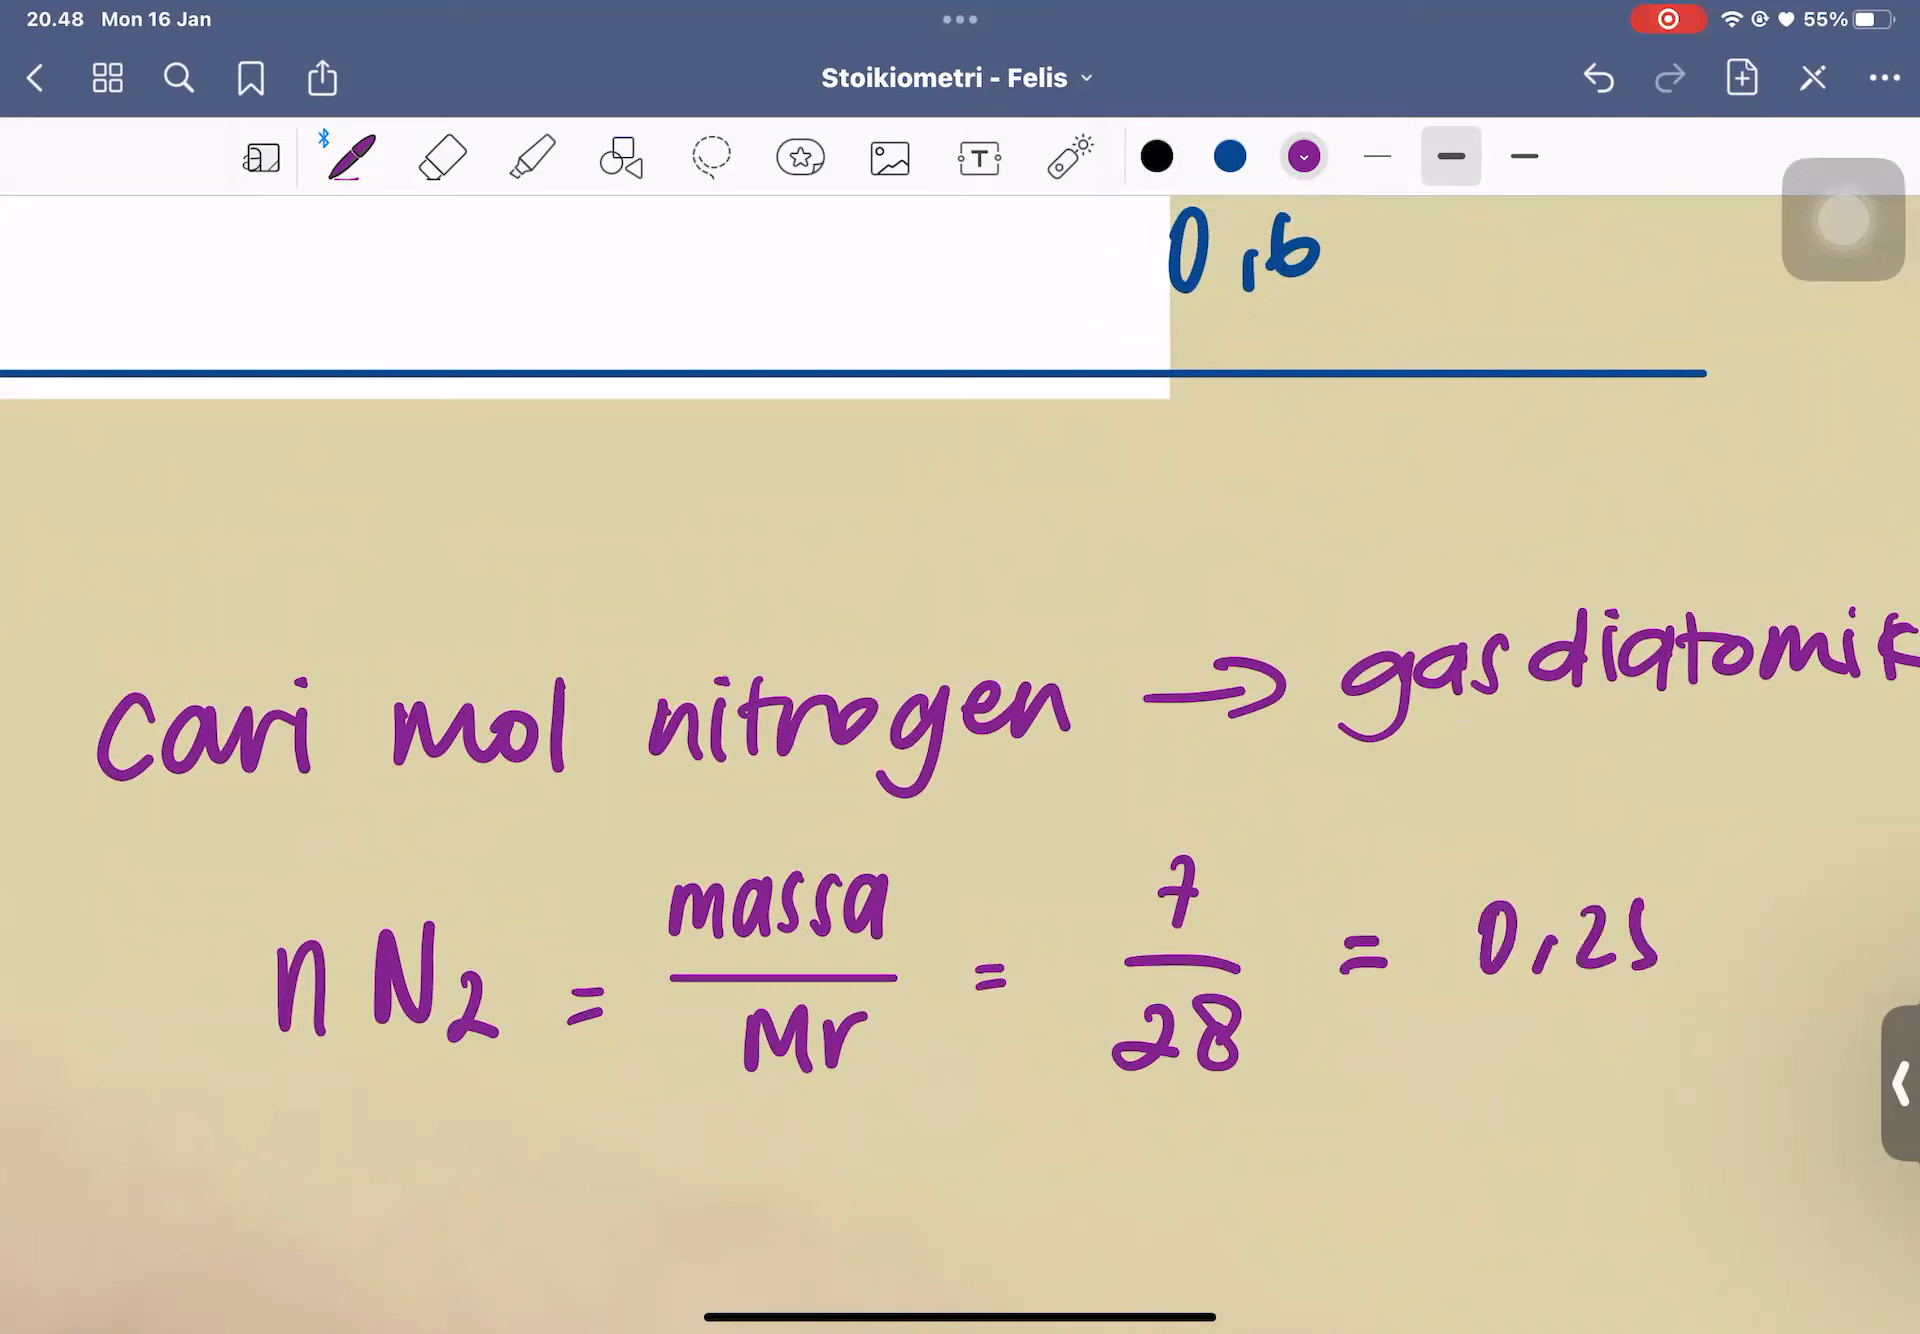 20.48 Mon 16 Jan
55%
Stoikiometri - Felis
0,6
cari mol nitrogen → gas diatomik
n N₂ = massa / Mr = 7 / 28 = 0,25